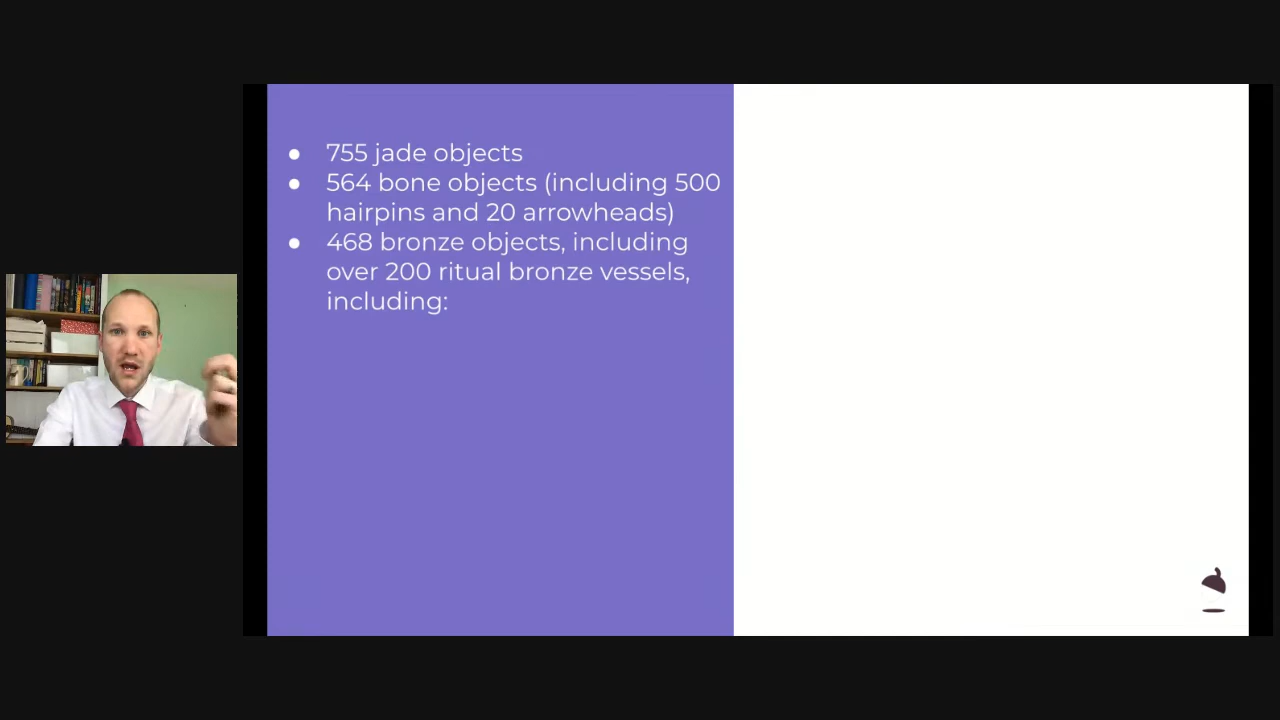 ● 755 jade objects
● 564 bone objects (including 500
hairpins and 20 arrowheads)
● 468 bronze objects, including
over 200 ritual bronze vessels,
including: